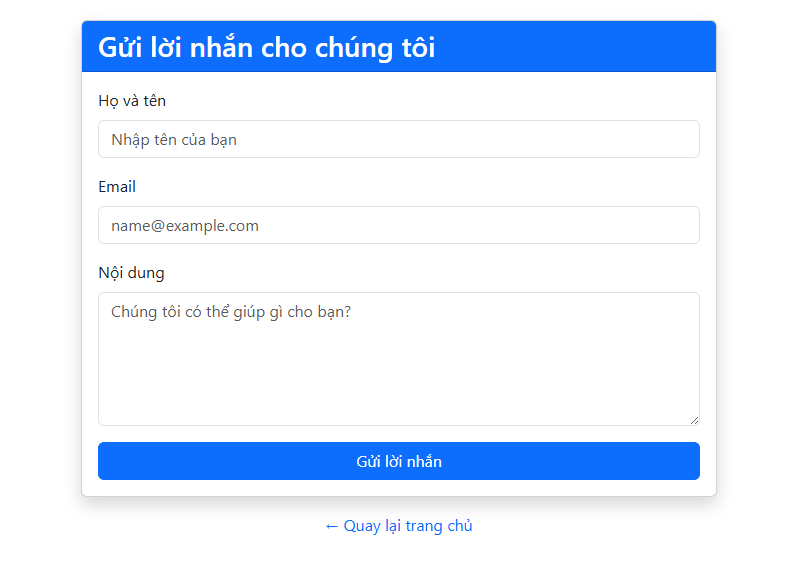 Gửi lời nhắn cho chúng tôi
Họ và tên
Nhập tên của bạn
Email
name@example.com
Nội dung
Chúng tôi có thể giúp gì cho bạn?
Gửi lời nhắn
← Quay lại trang chủ